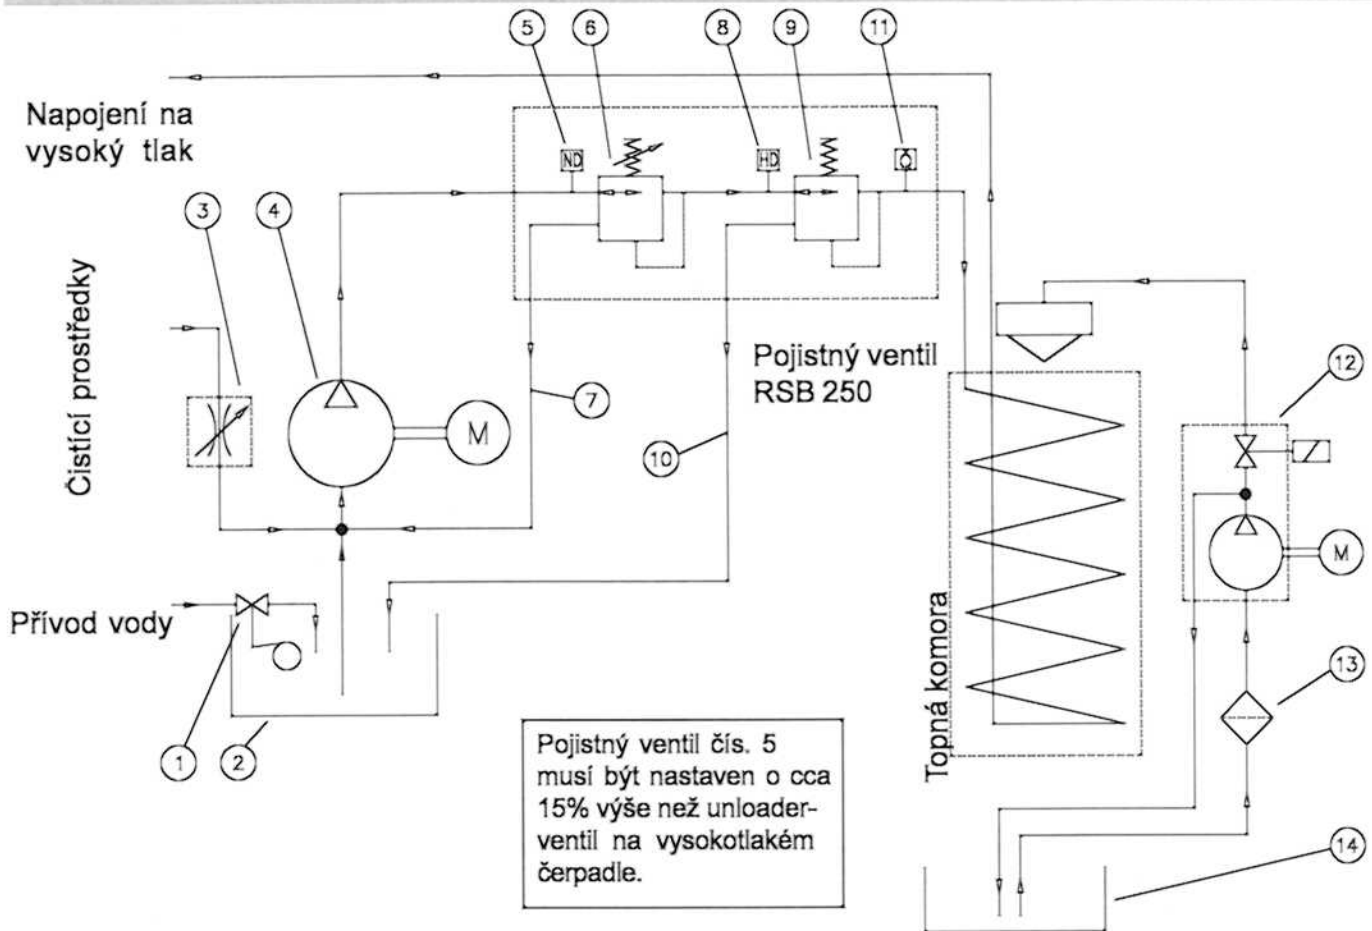 5
6
8
9
11
Napojení na
vysoký tlak
ND
HD
Q
3
4
Čistící prostředky
M
7
Pojistný ventil
RSB 250
10
12
M
Přívod vody
1
2
Topná komora
13
14
Pojistný ventil čís. 5
musí být nastaven o cca
15% výše než unloader-
ventil na vysokotlakém
čerpadle.